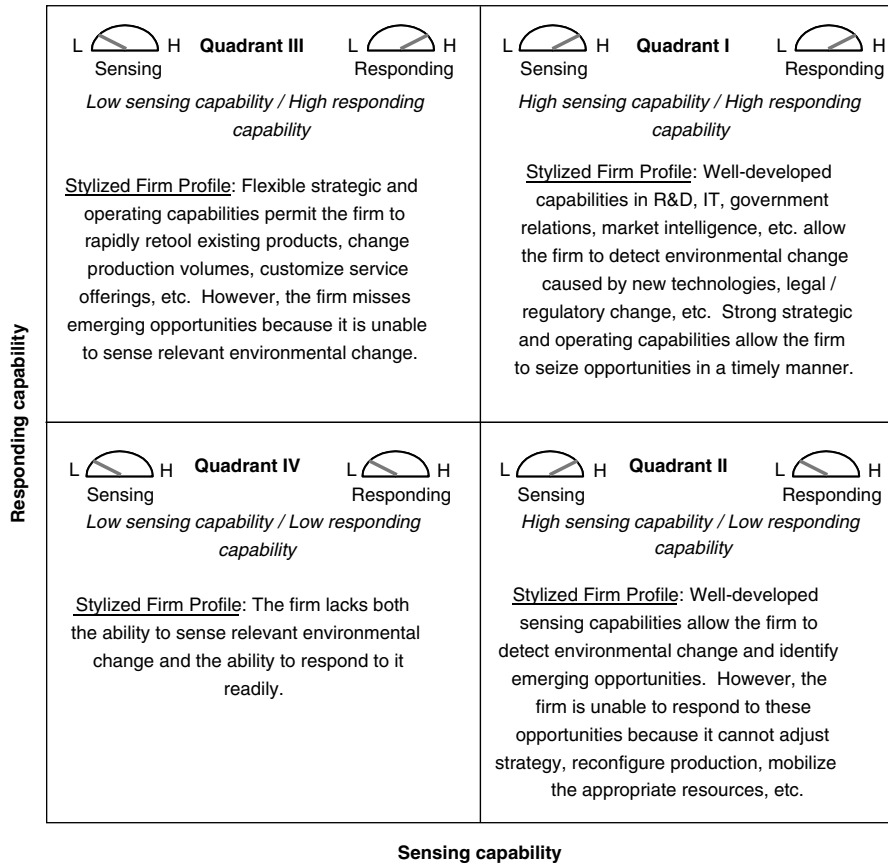 L H Quadrant III L H
Sensing Responding
Low sensing capability / High responding
capability
Stylized Firm Profile: Flexible strategic and
operating capabilities permit the firm to
rapidly retool existing products, change
production volumes, customize service
offerings, etc. However, the firm misses
emerging opportunities because it is unable
to sense relevant environmental change.
L H Quadrant I L H
Sensing Responding
High sensing capability / High responding
capability
Stylized Firm Profile: Well-developed
capabilities in R&D, IT, government
relations, market intelligence, etc. allow
the firm to detect environmental change
caused by new technologies, legal /
regulatory change, etc. Strong strategic
and operating capabilities allow the firm
to seize opportunities in a timely manner.
Responding capability
L H Quadrant IV L H
Sensing Responding
Low sensing capability / Low responding
capability
Stylized Firm Profile: The firm lacks both
the ability to sense relevant environmental
change and the ability to respond to it
readily.
L H Quadrant II L H
Sensing Responding
High sensing capability / Low responding
capability
Stylized Firm Profile: Well-developed
sensing capabilities allow the firm to
detect environmental change and identify
emerging opportunities. However, the
firm is unable to respond to these
opportunities because it cannot adjust
strategy, reconfigure production, mobilize
the appropriate resources, etc.
Sensing capability